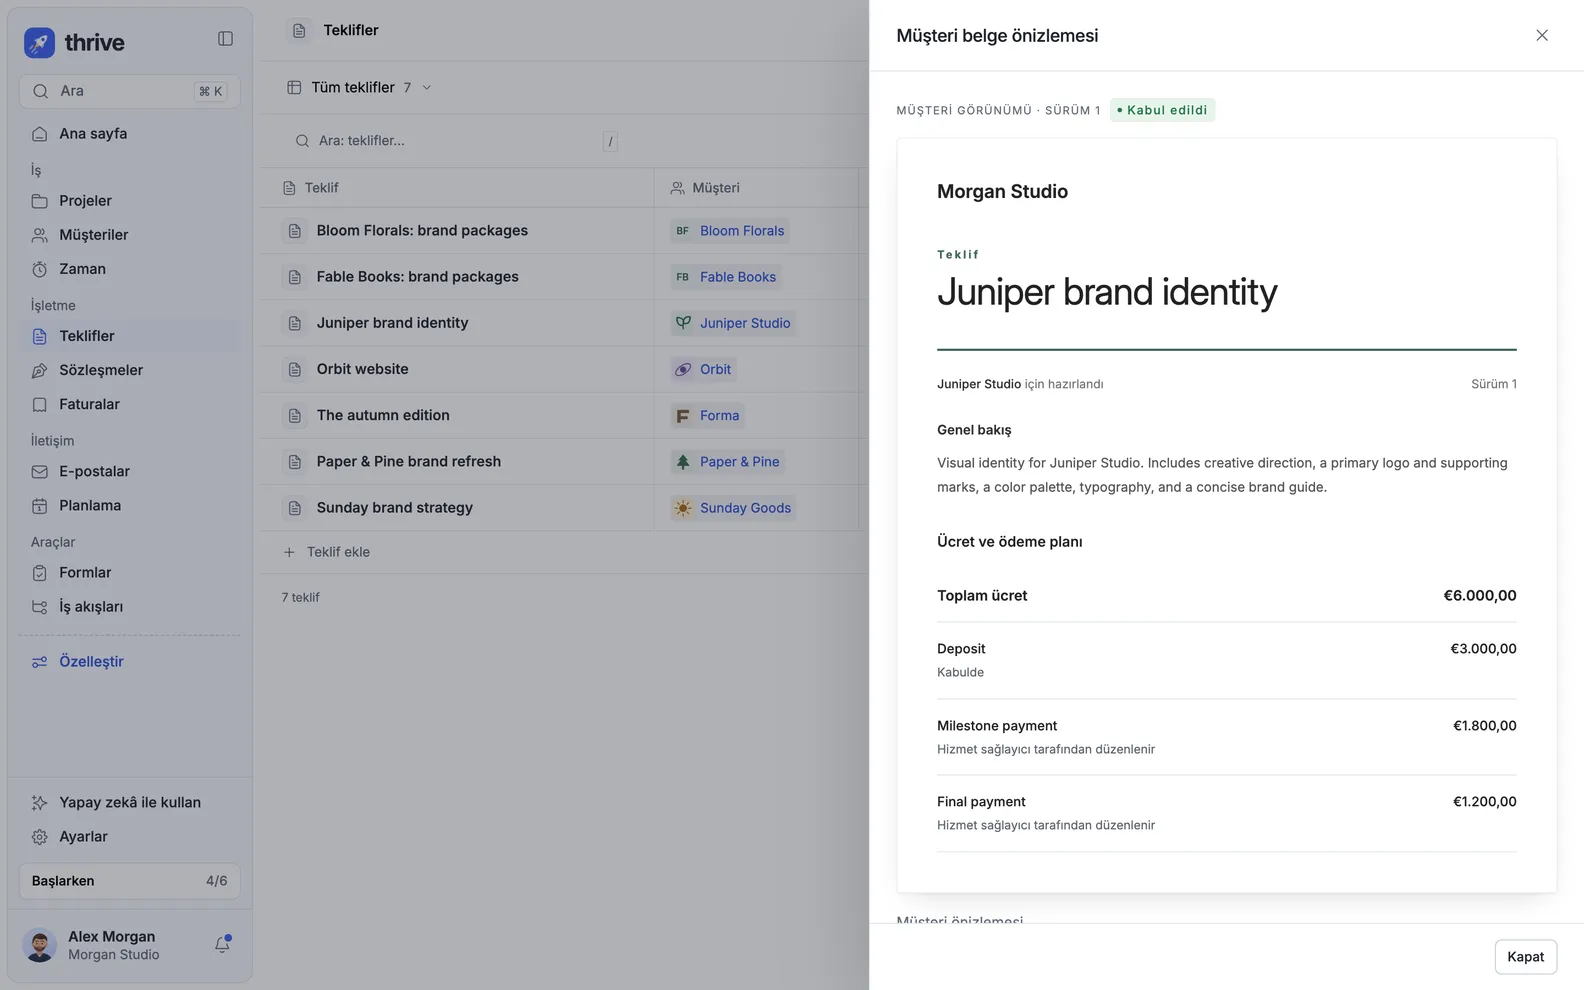 thrive
Ara
⌘ K
Ana sayfa
İş
Projeler
Müşteriler
Zaman
İşletme
Teklifler
Sözleşmeler
Faturalar
İletişim
E-postalar
Planlama
Araçlar
Formlar
İş akışları
Özelleştir
Yapay zekâ ile kullan
Ayarlar
Başlarken 4/6
Alex Morgan
Morgan Studio
Teklifler
Tüm teklifler 7
Ara: teklifler... /
Teklif Müşteri
Bloom Florals: brand packages BF Bloom Florals
Fable Books: brand packages FB Fable Books
Juniper brand identity Juniper Studio
Orbit website Orbit
The autumn edition Forma
Paper & Pine brand refresh Paper & Pine
Sunday brand strategy Sunday Goods
Teklif ekle
7 teklif
Müşteri belge önizlemesi
MÜŞTERİ GÖRÜNÜMÜ · SÜRÜM 1 • Kabul edildi
Morgan Studio
Teklif
Juniper brand identity
Juniper Studio için hazırlandı Sürüm 1
Genel bakış
Visual identity for Juniper Studio. Includes creative direction, a primary logo and supporting
marks, a color palette, typography, and a concise brand guide.
Ücret ve ödeme planı
Toplam ücret €6.000,00
Deposit €3.000,00
Kabulde
Milestone payment €1.800,00
Hizmet sağlayıcı tarafından düzenlenir
Final payment €1.200,00
Hizmet sağlayıcı tarafından düzenlenir
Müşteri önizlemesi
Kapat